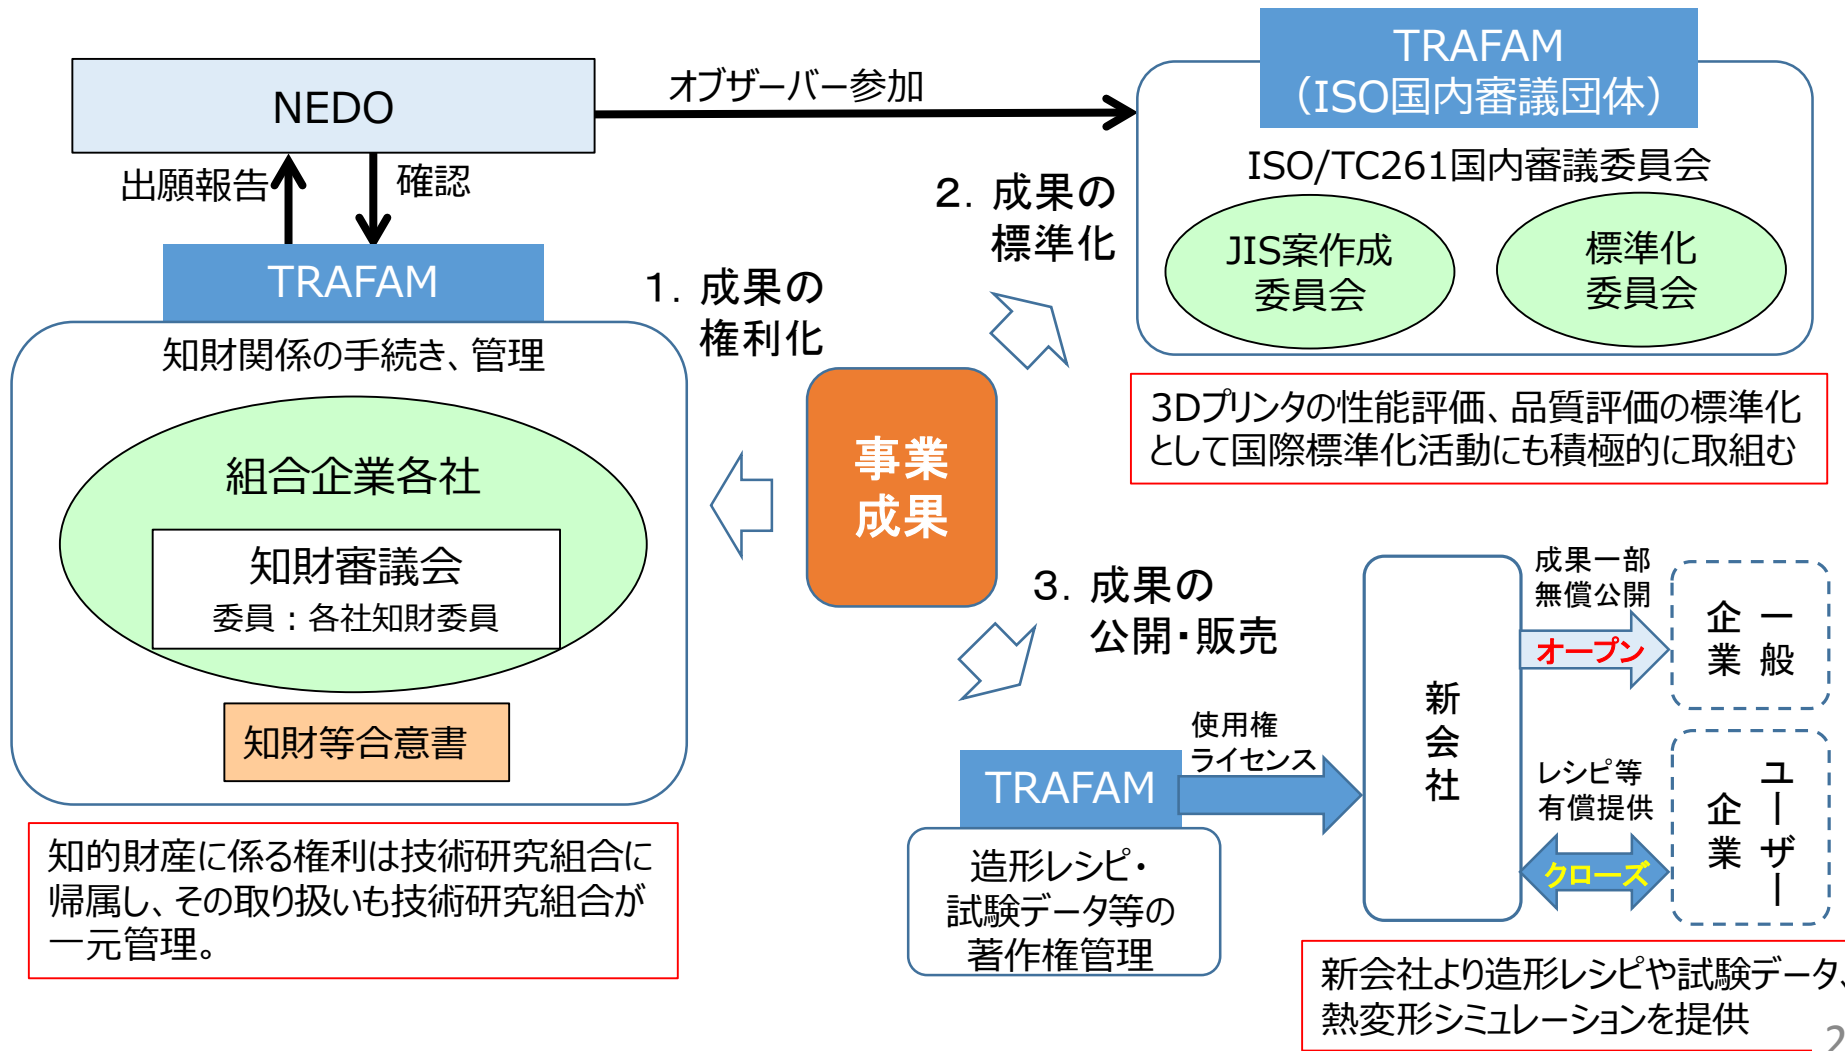 NEDO
オブザーバー参加
出願報告
確認
TRAFAM
知財関係の手続き、管理
組合企業各社
知財審議会
委員：各社知財委員
知財等合意書
知的財産に係る権利は技術研究組合に
帰属し、その取り扱いも技術研究組合が
一元管理。
1. 成果の
権利化
事業
成果
2. 成果の
標準化
TRAFAM
（ISO国内審議団体）
ISO/TC261国内審議委員会
JIS案作成
委員会
標準化
委員会
3Dプリンタの性能評価、品質評価の標準化
として国際標準化活動にも積極的に取組む
3. 成果の
公開・販売
TRAFAM
造形レシピ・
試験データ等の
著作権管理
使用権
ライセンス
新会社
成果一部
無償公開
オープン
一般
企業
レシピ等
有償提供
クローズ
ユーザー
企業
新会社より造形レシピや試験データ、
熱変形シミュレーションを提供